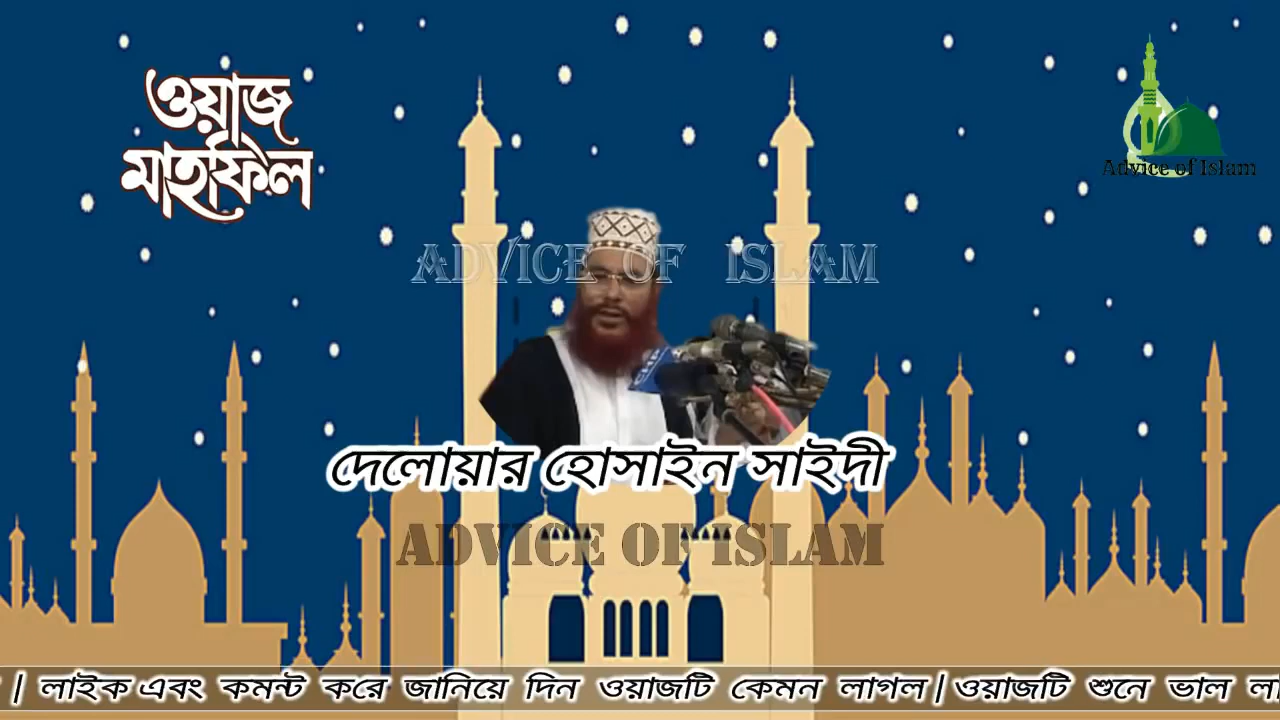 ওয়াজ
মাহফিল
Advice of Islam
ADVICE OF ISLAM
দেলোয়ার হোসাইন সাইদী
ADVICE OF ISLAM
| লাইক এবং কমন্ট করে জানিয়ে দিন ওয়াজটি কেমন লাগল | ওয়াজটি শুনে ভাল